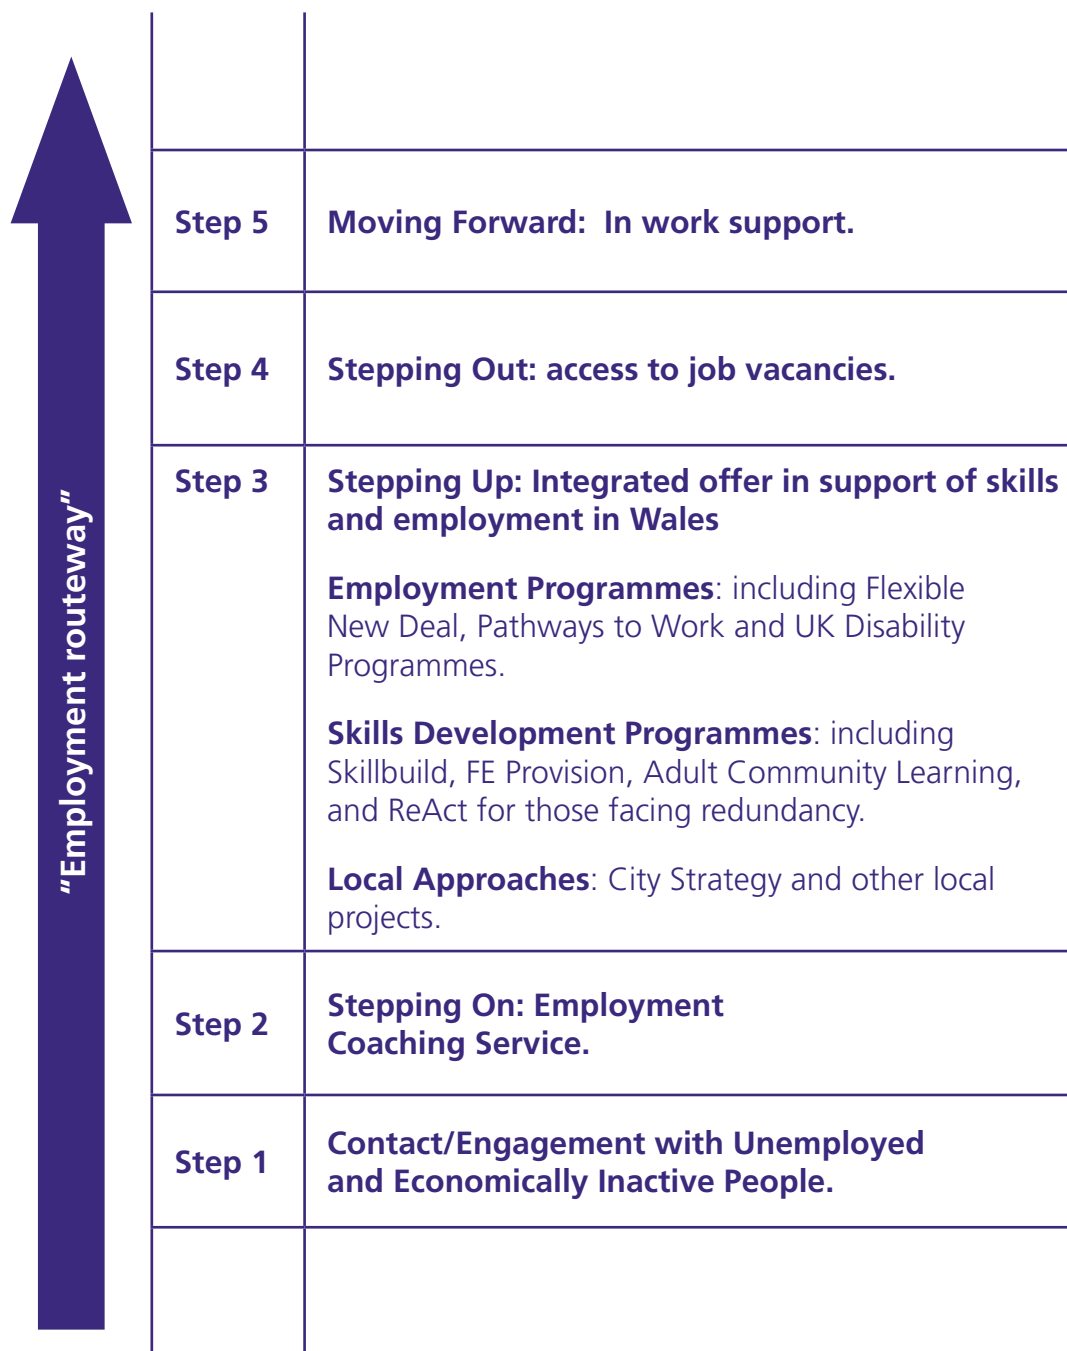 "Employment routeway"
Step 5
Moving Forward:  In work support.
Step 4
Stepping Out: access to job vacancies.
Step 3
Stepping Up: Integrated offer in support of skills
and employment in Wales
Employment Programmes: including Flexible
New Deal, Pathways to Work and UK Disability
Programmes.
Skills Development Programmes: including
Skillbuild, FE Provision, Adult Community Learning,
and ReAct for those facing redundancy.
Local Approaches: City Strategy and other local
projects.
Step 2
Stepping On: Employment
Coaching Service.
Step 1
Contact/Engagement with Unemployed
and Economically Inactive People.